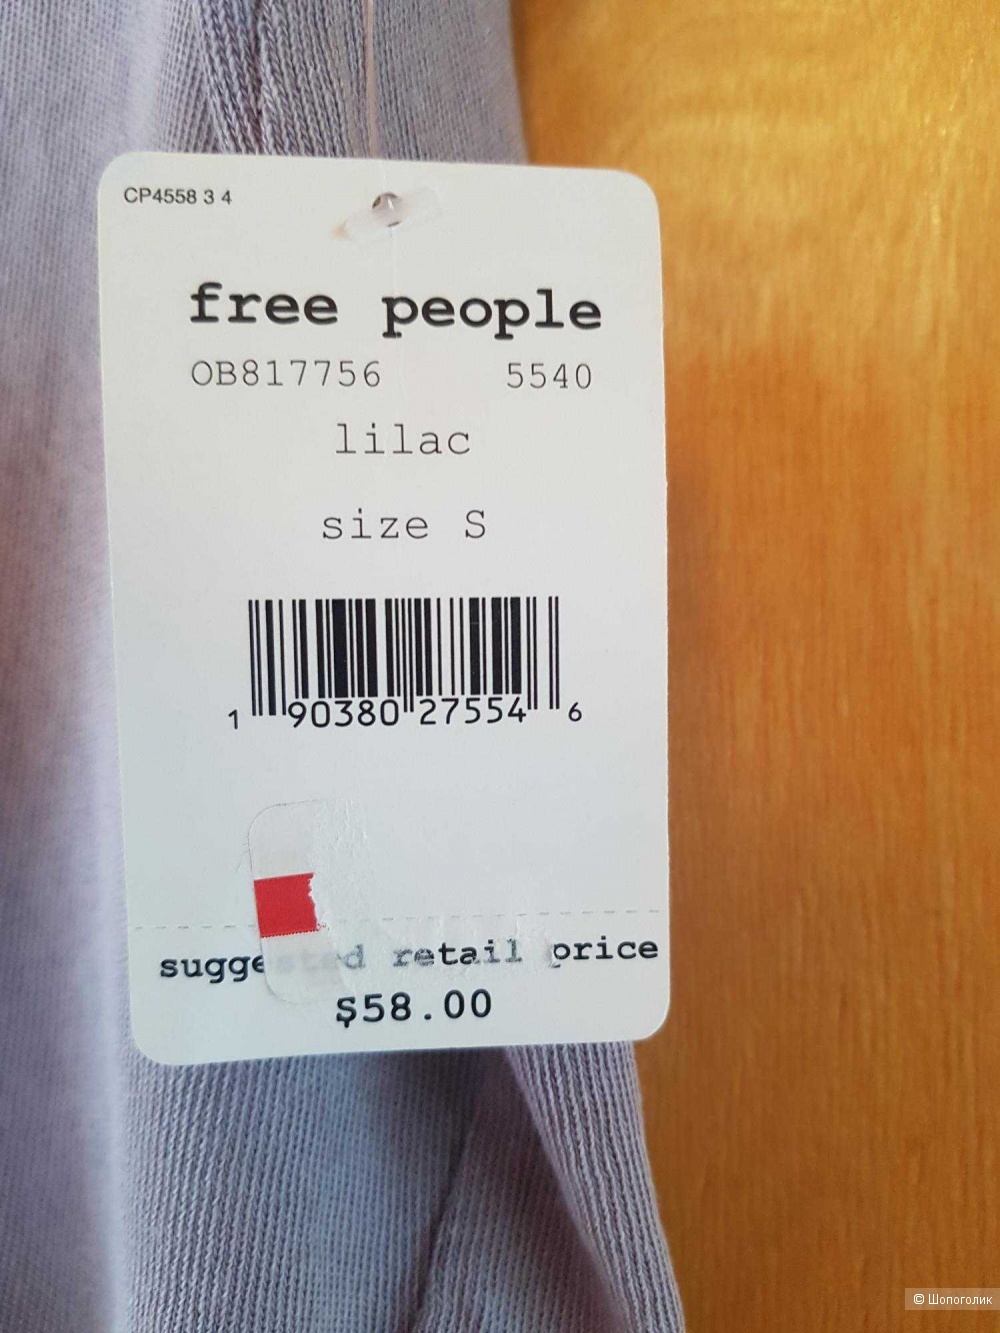 CP4558 3 4
free people
OB817756 5540
lilac
size S
1 90380 27554 6
suggested retail price
$58.00
© Шопоголик